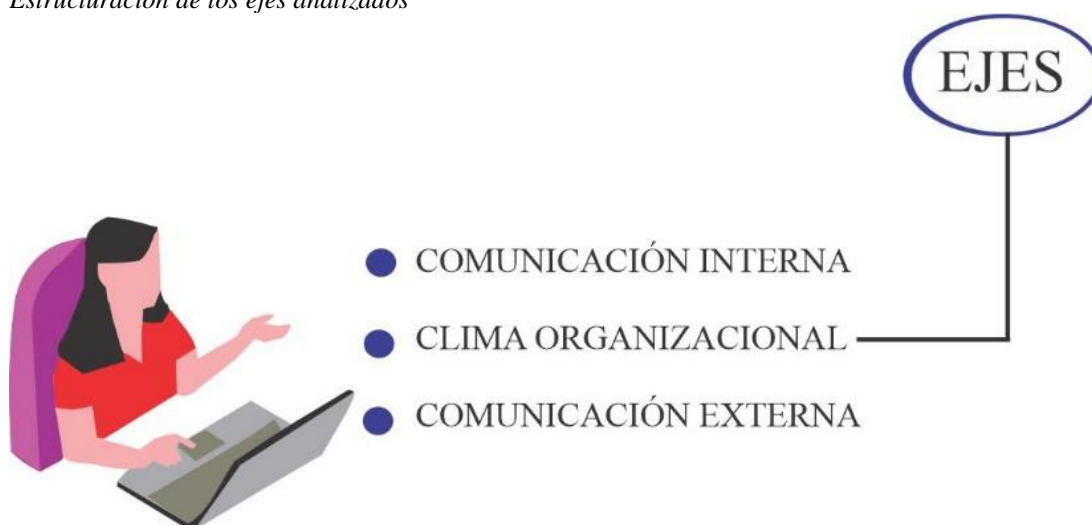 Estructuración de los ejes analizados
EJES
COMUNICACIÓN INTERNA
CLIMA ORGANIZACIONAL
COMUNICACIÓN EXTERNA